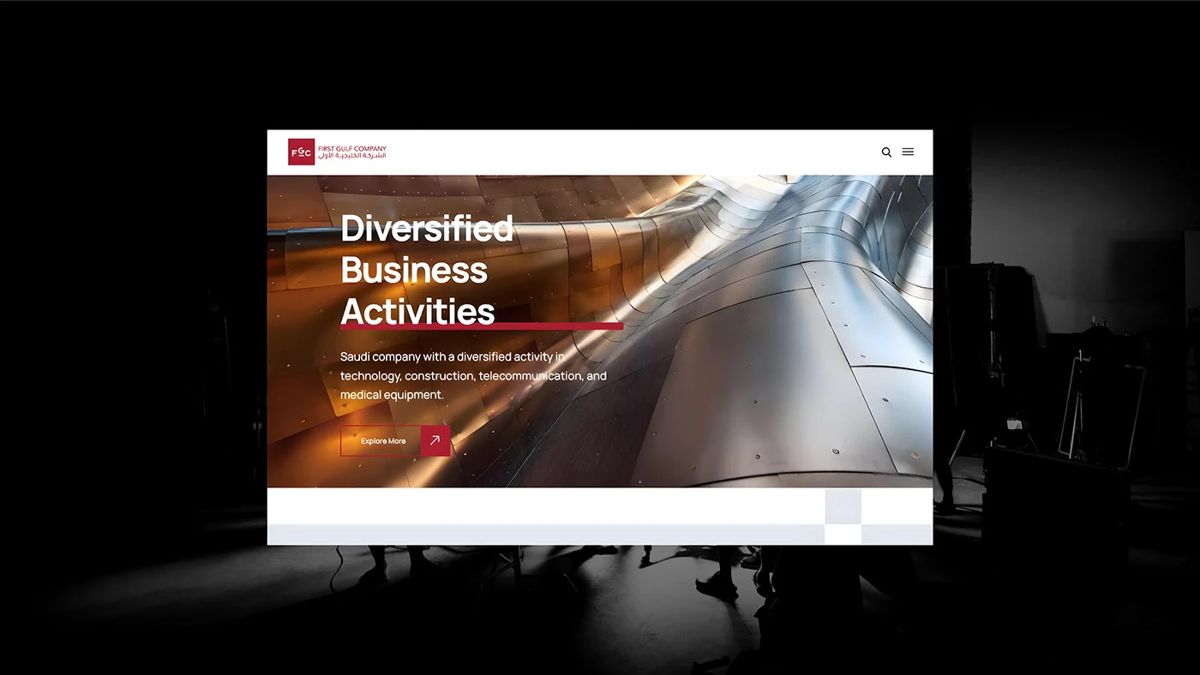 FGC
FIRST GULF COMPANY
الشركة الخليجية الأولى
Diversified
Business
Activities
Saudi company with a diversified activity in
technology, construction, telecommunication, and
medical equipment.
Explore More